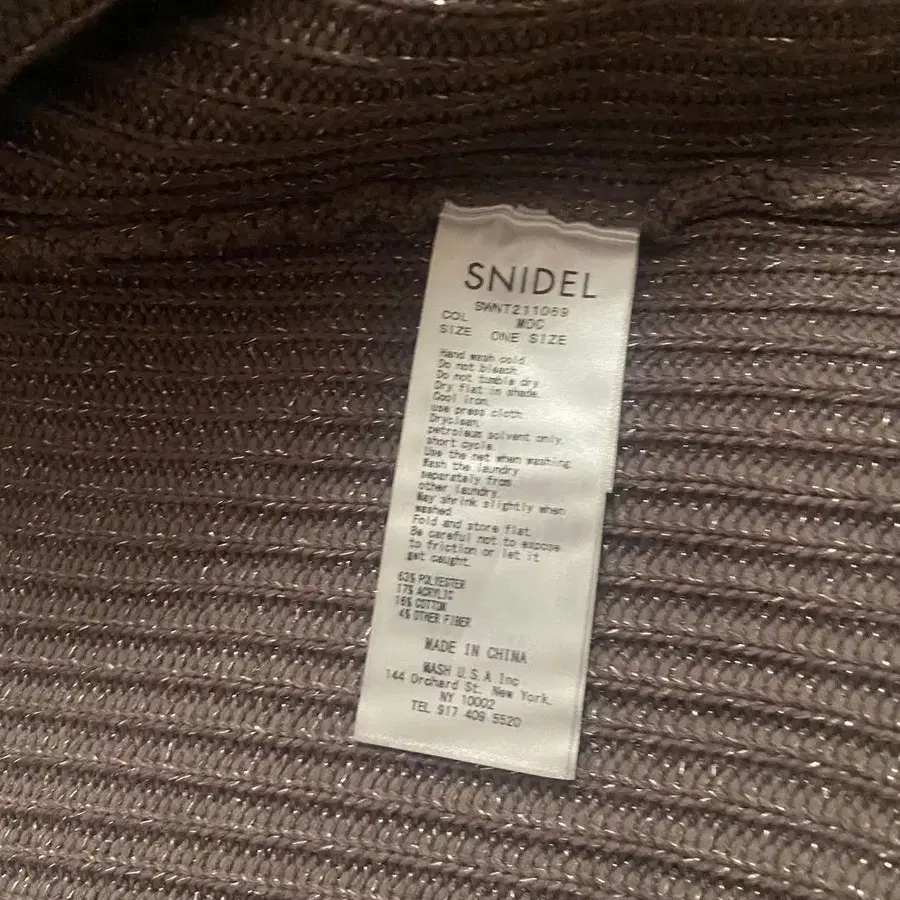 SNIDEL
SWNT211069
COL MDC
SIZE ONE SIZE
Hand wash cold.
Do not bleach.
Do not tumble dry.
Dry flat in shade.
Cool iron.
use press cloth.
Dryclean.
petroleum solvent only.
short cycle.
Use the net when washing
Wash the laundry
separately from
other laundry.
May shrink slightly when
washed.
Fold and store flat.
Be careful not to expose
to friction or let it
get caught.
63% POLYESTER
17% ACRYLIC
16% COTTON
4% OTHER FIBER
MADE IN CHINA
MASH U.S.A Inc
144 Orchard St. New York,
NY 10002
TEL 917 409 5520